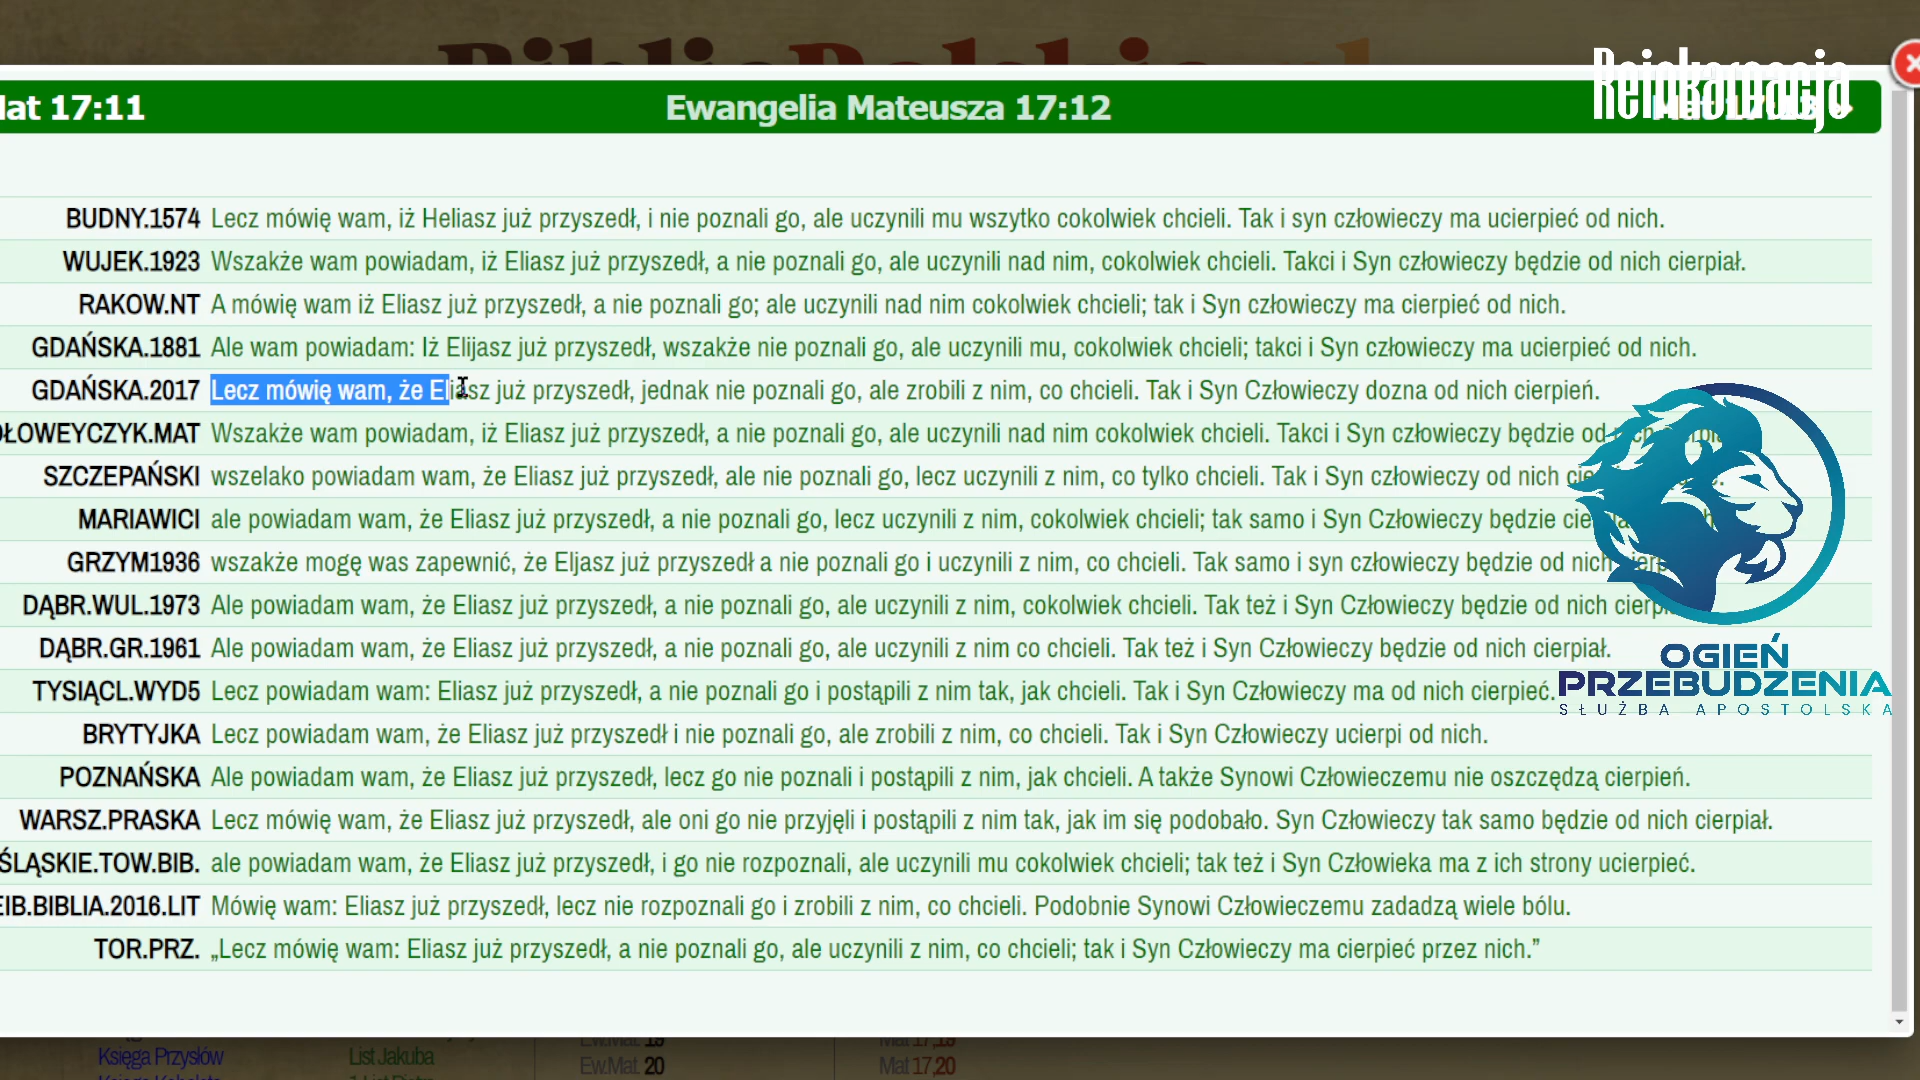 Reinkarnacja
Mat 17:11
Ewangelia Mateusza 17:12
BUDNY.1574 Lecz mówię wam, iż Heliasz już przyszedł, i nie poznali go, ale uczynili mu wszytko cokolwiek chcieli. Tak i syn człowieczy ma ucierpieć od nich.
WUJEK.1923 Wszakże wam powiadam, iż Eliasz już przyszedł, a nie poznali go, ale uczynili nad nim, cokolwiek chcieli. Takci i Syn człowieczy będzie od nich cierpiał.
RAKOW.NT A mówię wam iż Eliasz już przyszedł, a nie poznali go; ale uczynili nad nim cokolwiek chcieli; tak i Syn człowieczy ma cierpieć od nich.
GDAŃSKA.1881 Ale wam powiadam: Iż Elijasz już przyszedł, wszakże nie poznali go, ale uczynili mu, cokolwiek chcieli; takci i Syn człowieczy ma ucierpieć od nich.
GDAŃSKA.2017 Lecz mówię wam, że Eliasz już przyszedł, jednak nie poznali go, ale zrobili z nim, co chcieli. Tak i Syn Człowieczy dozna od nich cierpień.
OŁOWEYCZYK.MAT Wszakże wam powiadam, iż Eliasz już przyszedł, a nie poznali go, ale uczynili nad nim cokolwiek chcieli. Takci i Syn człowieczy będzie od
SZCZEPAŃSKI wszelako powiadam wam, że Eliasz już przyszedł, ale nie poznali go, lecz uczynili z nim, co tylko chcieli. Tak i Syn człowieczy od nich
MARIAWICI ale powiadam wam, że Eliasz już przyszedł, a nie poznali go, lecz uczynili z nim, cokolwiek chcieli; tak samo i Syn Człowieczy będzie
GRZYM1936 wszakże mogę was zapewnić, że Eljasz już przyszedł a nie poznali go i uczynili z nim, co chcieli. Tak samo i syn człowieczy będzie od nich
DĄBR.WUL.1973 Ale powiadam wam, że Eliasz już przyszedł, a nie poznali go, ale uczynili z nim, cokolwiek chcieli. Tak też i Syn Człowieczy będzie od nich
DĄBR.GR.1961 Ale powiadam wam, że Eliasz już przyszedł, a nie poznali go, ale uczynili z nim co chcieli. Tak też i Syn Człowieczy będzie od nich cierpiał.
TYSIĄCL.WYD5 Lecz powiadam wam: Eliasz już przyszedł, a nie poznali go i postąpili z nim tak, jak chcieli. Tak i Syn Człowieczy ma od nich cierpieć.
BRYTYJKA Lecz powiadam wam, że Eliasz już przyszedł i nie poznali go, ale zrobili z nim, co chcieli. Tak i Syn Człowieczy ucierpi od nich.
POZNAŃSKA Ale powiadam wam, że Eliasz już przyszedł, lecz go nie poznali i postąpili z nim, jak chcieli. A także Synowi Człowieczemu nie oszczędzą cierpień.
WARSZ.PRASKA Lecz mówię wam, że Eliasz już przyszedł, ale oni go nie przyjęli i postąpili z nim tak, jak im się podobało. Syn Człowieczy tak samo będzie od nich cierpiał.
ŚLĄSKIE.TOW.BIB. ale powiadam wam, że Eliasz już przyszedł, i go nie rozpoznali, ale uczynili mu cokolwiek chcieli; tak też i Syn Człowieka ma z ich strony ucierpieć.
EIB.BIBLIA.2016.LIT Mówię wam: Eliasz już przyszedł, lecz nie rozpoznali go i zrobili z nim, co chcieli. Podobnie Synowi Człowieczemu zadadzą wiele bólu.
TOR.PRZ. „Lecz mówię wam: Eliasz już przyszedł, a nie poznali go, ale uczynili z nim, co chcieli; tak i Syn Człowieczy ma cierpieć przez nich.”
OGIEŃ
PRZEBUDZENIA
SŁUŻBA APOSTOLSKA
Ew.Mat. 19
Mat 17,19
Księga Przysłów
List Jakuba
Ew.Mat. 20
Mat 17,20